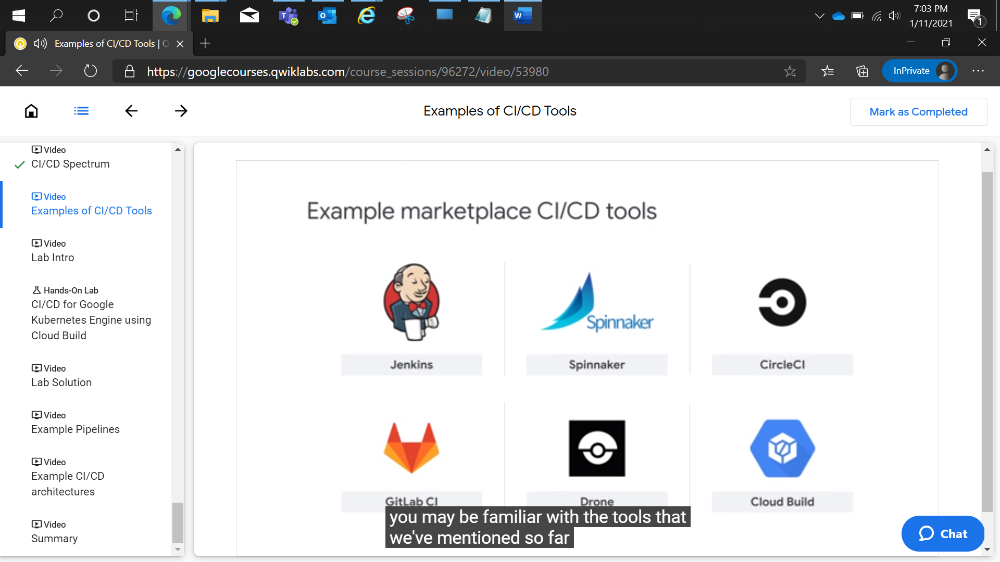 7:03 PM
1/11/2021
1
Examples of CI/CD Tools | Q
https://googlecourses.qwiklabs.com/course_sessions/96272/video/53980
InPrivate
Examples of CI/CD Tools
Mark as Completed
Video
CI/CD Spectrum
Video
Examples of CI/CD Tools
Video
Lab Intro
Hands-On Lab
CI/CD for Google
Kubernetes Engine using
Cloud Build
Video
Lab Solution
Video
Example Pipelines
Video
Example CI/CD
architectures
Video
Summary
Example marketplace CI/CD tools
Spinnaker
Jenkins
Spinnaker
CircleCI
GitLab CI
Drone
Cloud Build
you may be familiar with the tools that
we've mentioned so far
Chat